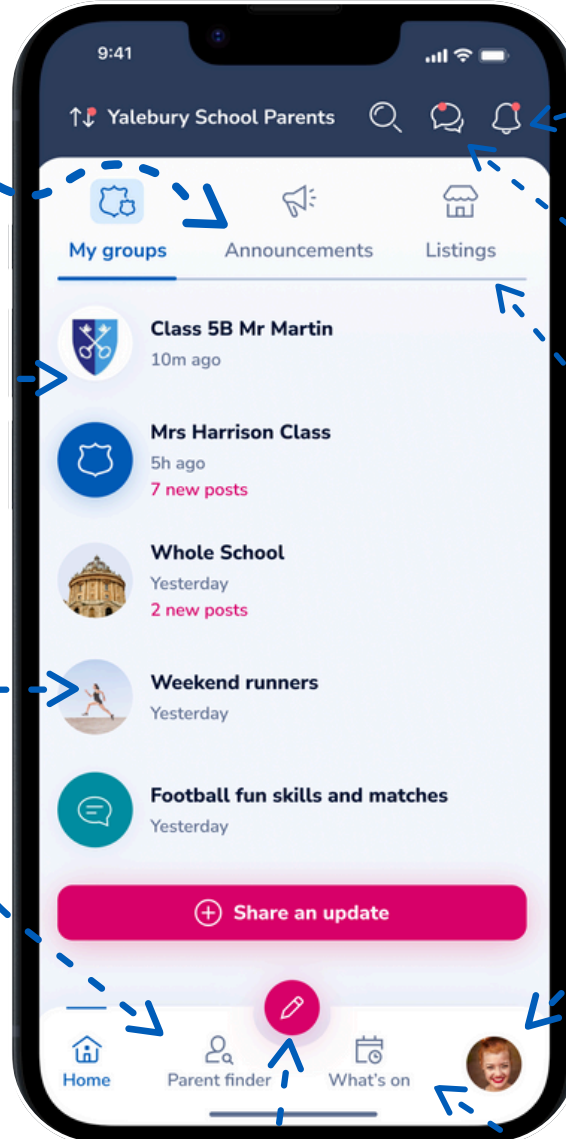 9:41
Yalebury School Parents
My groups
Announcements
Listings
Class 5B Mr Martin
10m ago
Mrs Harrison Class
5h ago
7 new posts
Whole School
Yesterday
2 new posts
Weekend runners
Yesterday
Football fun skills and matches
Yesterday
Share an update
Home
Parent finder
What's on